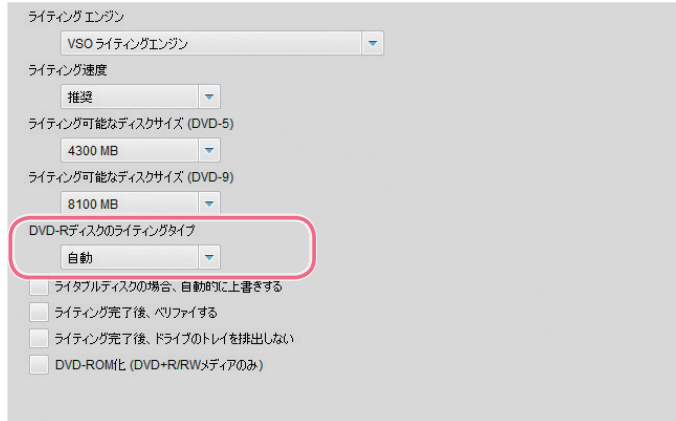 ライティング エンジン
VSO ライティングエンジン
ライティング速度
推奨
ライティング可能なディスクサイズ (DVD-5)
4300 MB
ライティング可能なディスクサイズ (DVD-9)
8100 MB
DVD-Rディスクのライティングタイプ
自動
ライタブルディスクの場合、自動的に上書きする
ライティング完了後、ベリファイする
ライティング完了後、ドライブのトレイを排出しない
DVD-ROM化 (DVD+R/RWメディアのみ)